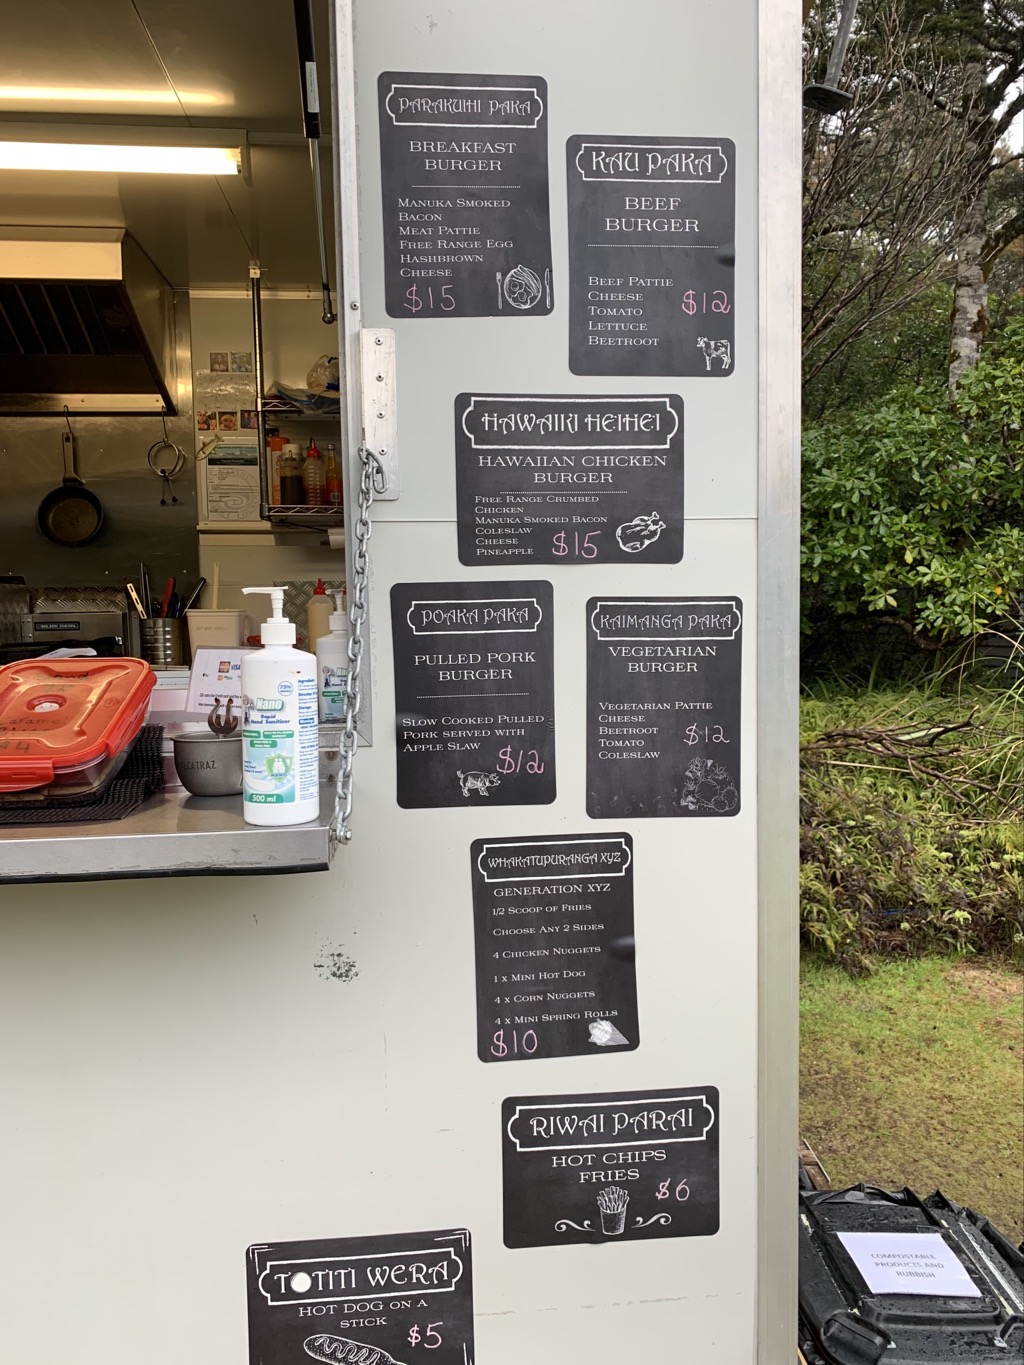 PARAKUIHI PAKA
BREAKFAST
BURGER
MANUKA SMOKED
BACON
MEAT PATTIE
FREE RANGE EGG
HASHBROWN
CHEESE
$15
KAU PAKA
BEEF
BURGER
BEEF PATTIE
CHEESE
TOMATO
LETTUCE
BEETROOT
$12
HAWAIKI HEIHEI
HAWAIIAN CHICKEN
BURGER
FREE RANGE CRUMBED
CHICKEN
MANUKA SMOKED BACON
COLESLAW
CHEESE
PINEAPPLE
$15
POAKA PAKA
PULLED PORK
BURGER
SLOW COOKED PULLED
PORK SERVED WITH
APPLE SLAW
$12
KAIMANGA PAKA
VEGETARIAN
BURGER
VEGETARIAN PATTIE
CHEESE
BEETROOT
TOMATO
COLESLAW
$12
WHAKATUPURANGA XYZ
GENERATION XYZ
1/2 SCOOP OF FRIES
CHOOSE ANY 2 SIDES
4 CHICKEN NUGGETS
1 X MINI HOT DOG
4 X CORN NUGGETS
4 X MINI SPRING ROLLS
$10
RIWAI PARAI
HOT CHIPS
FRIES
$6
TOTITI WERA
HOT DOG ON A
STICK
$5
Nano
Rapid
Hand Sanitiser
75%
NANO
500 ml
VISA
ALCATRAZ
COMPOSTABLE
PRODUCTS AND
RUBBISH